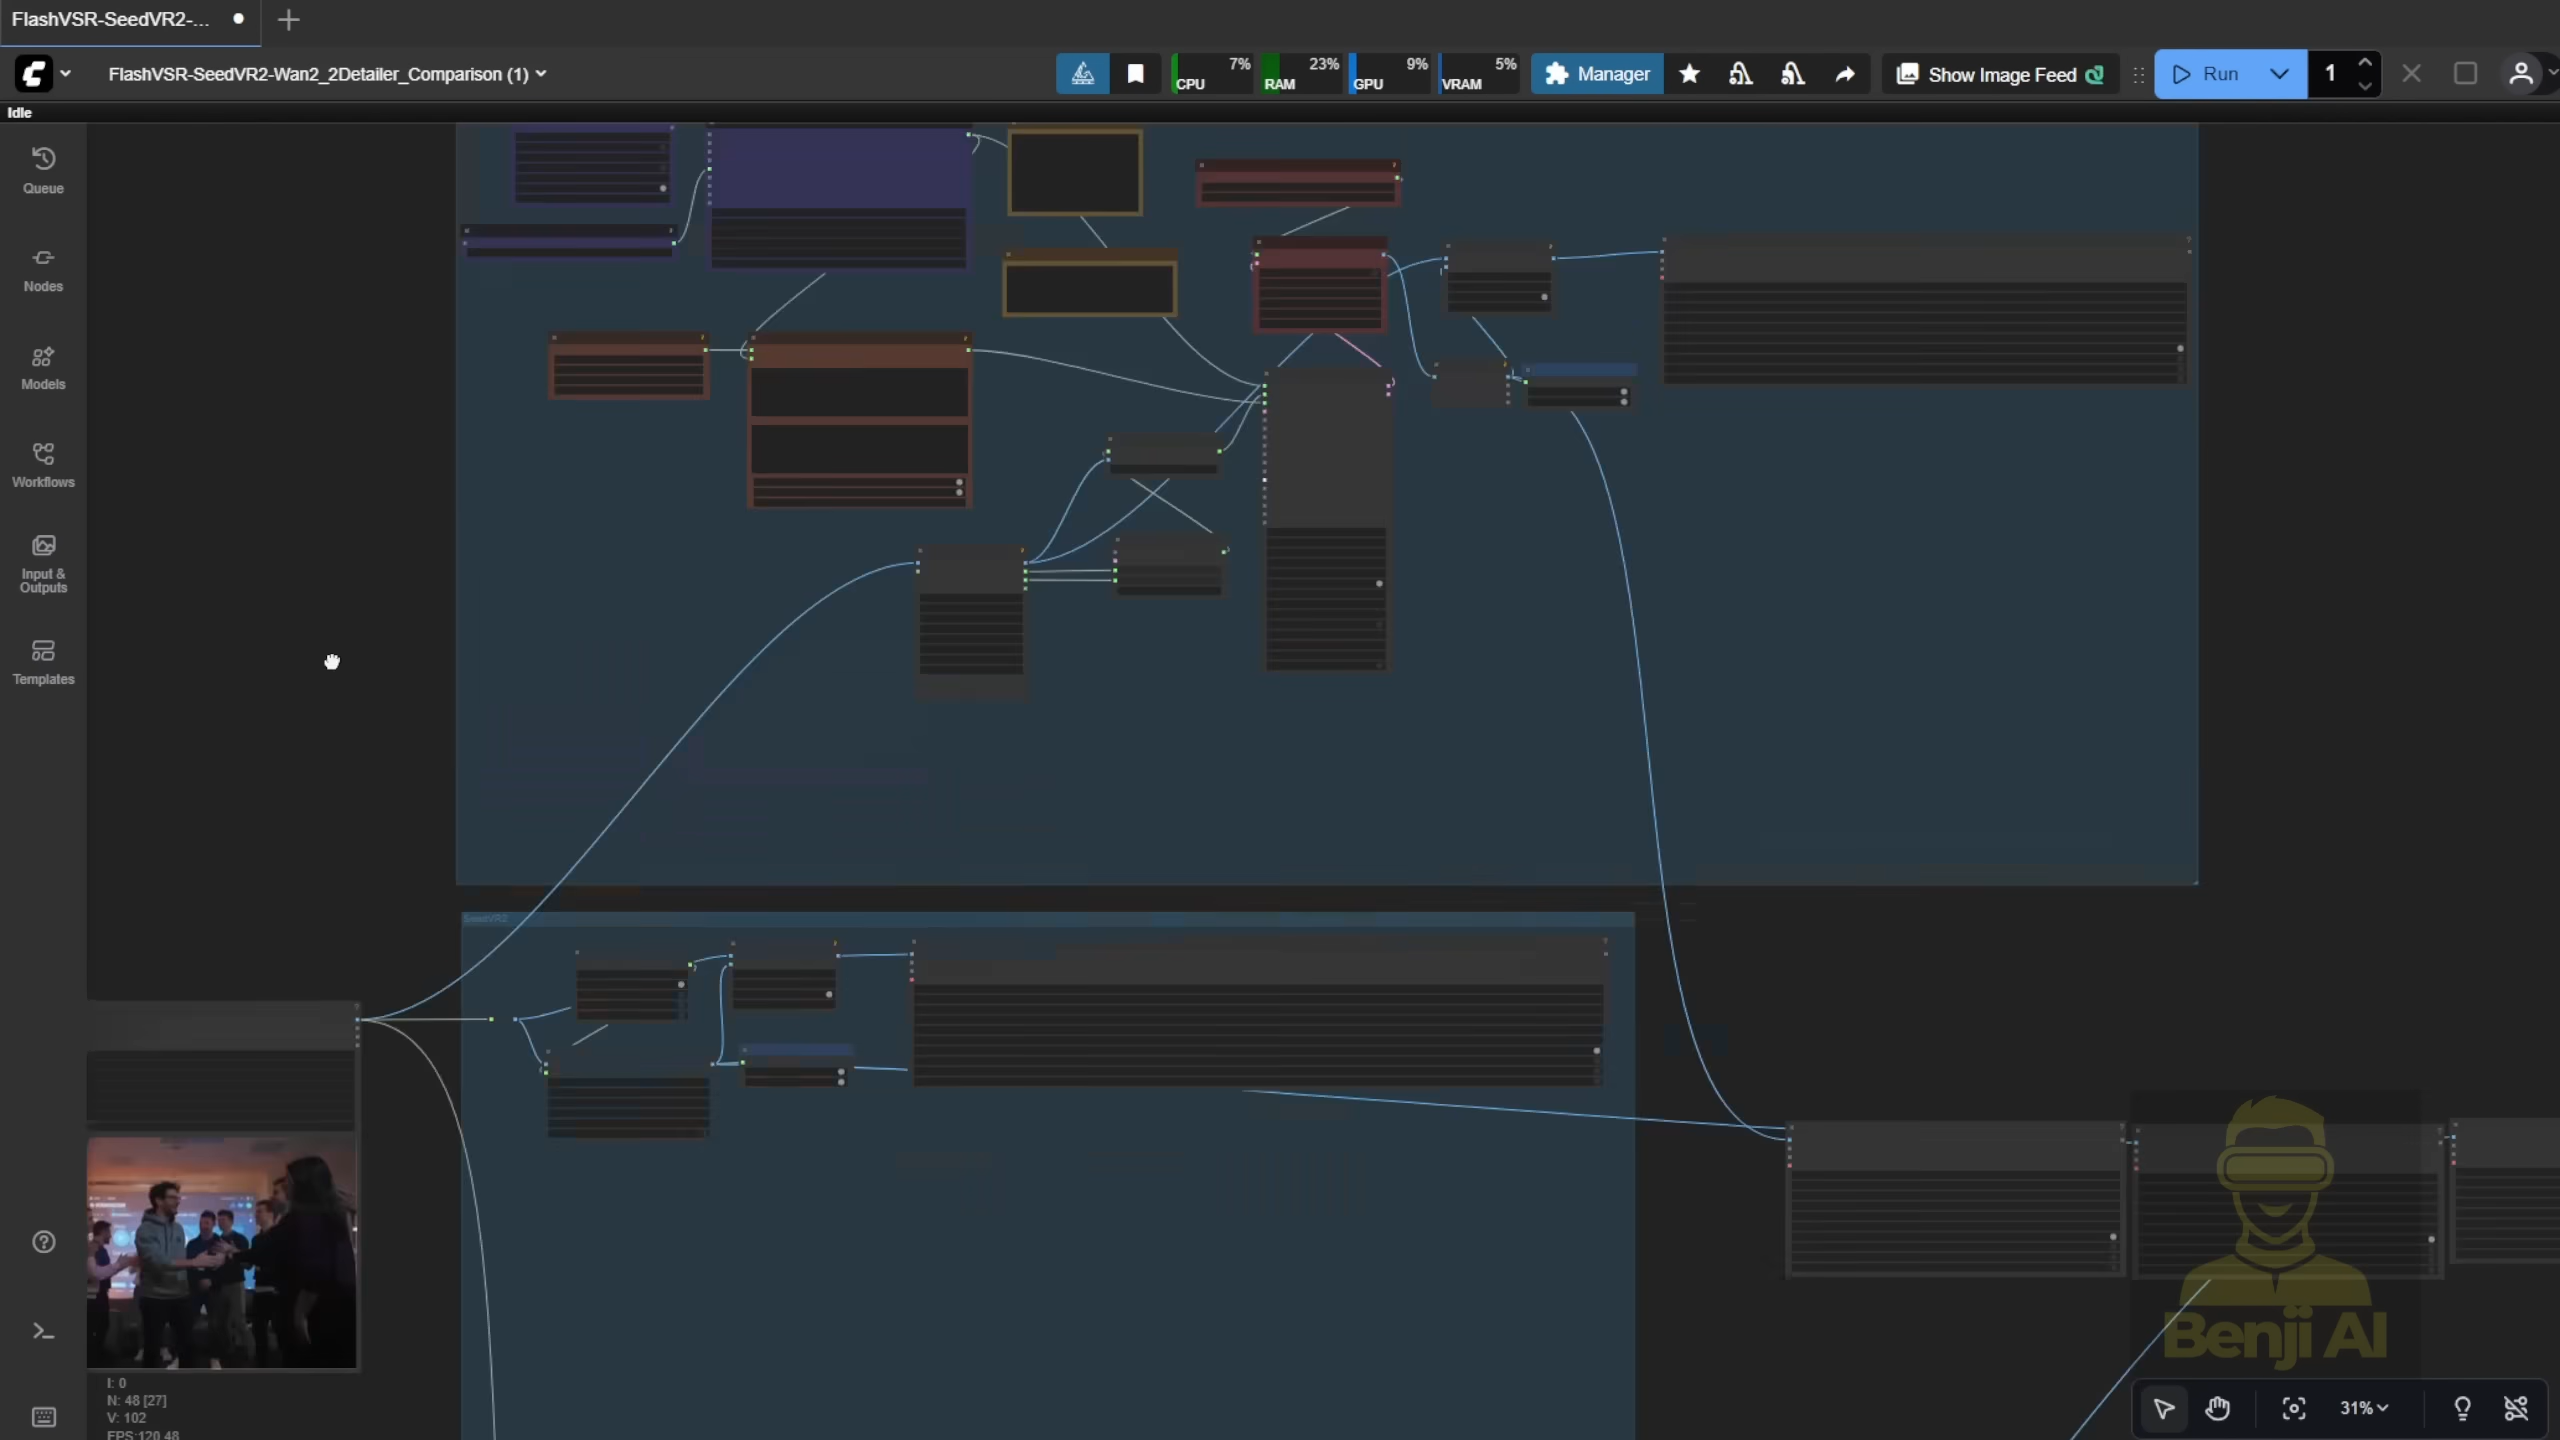 FlashVSR-SeedVR2-...
FlashVSR-SeedVR2-Wan2_2Detailer_Comparison (1)
7%
CPU
23%
RAM
9%
GPU
5%
VRAM
Manager
Show Image Feed
Run
1
Idle
Queue
Nodes
Models
Workflows
Input &
Outputs
Templates
SeedVR2
I: 0
N: 48 [27]
V: 102
FPS:120.48
Benji AI
31%